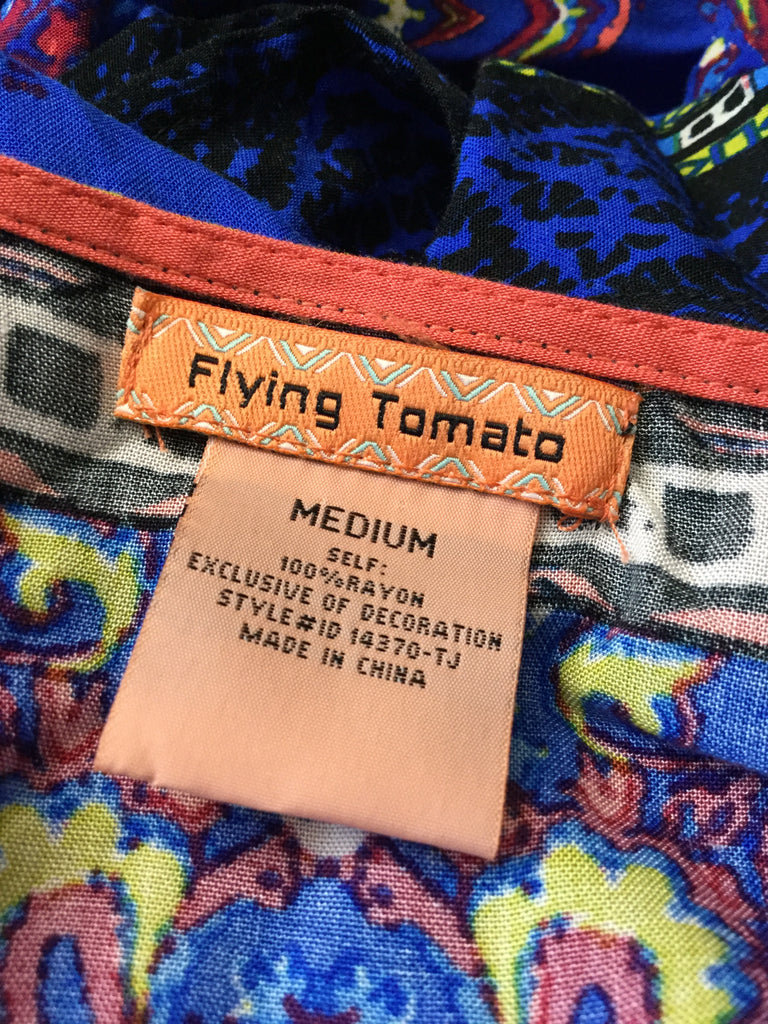 Flying Tomato
MEDIUM
SELF:
100%RAYON
EXCLUSIVE OF DECORATION
STYLE#ID 14370-TJ
MADE IN CHINA